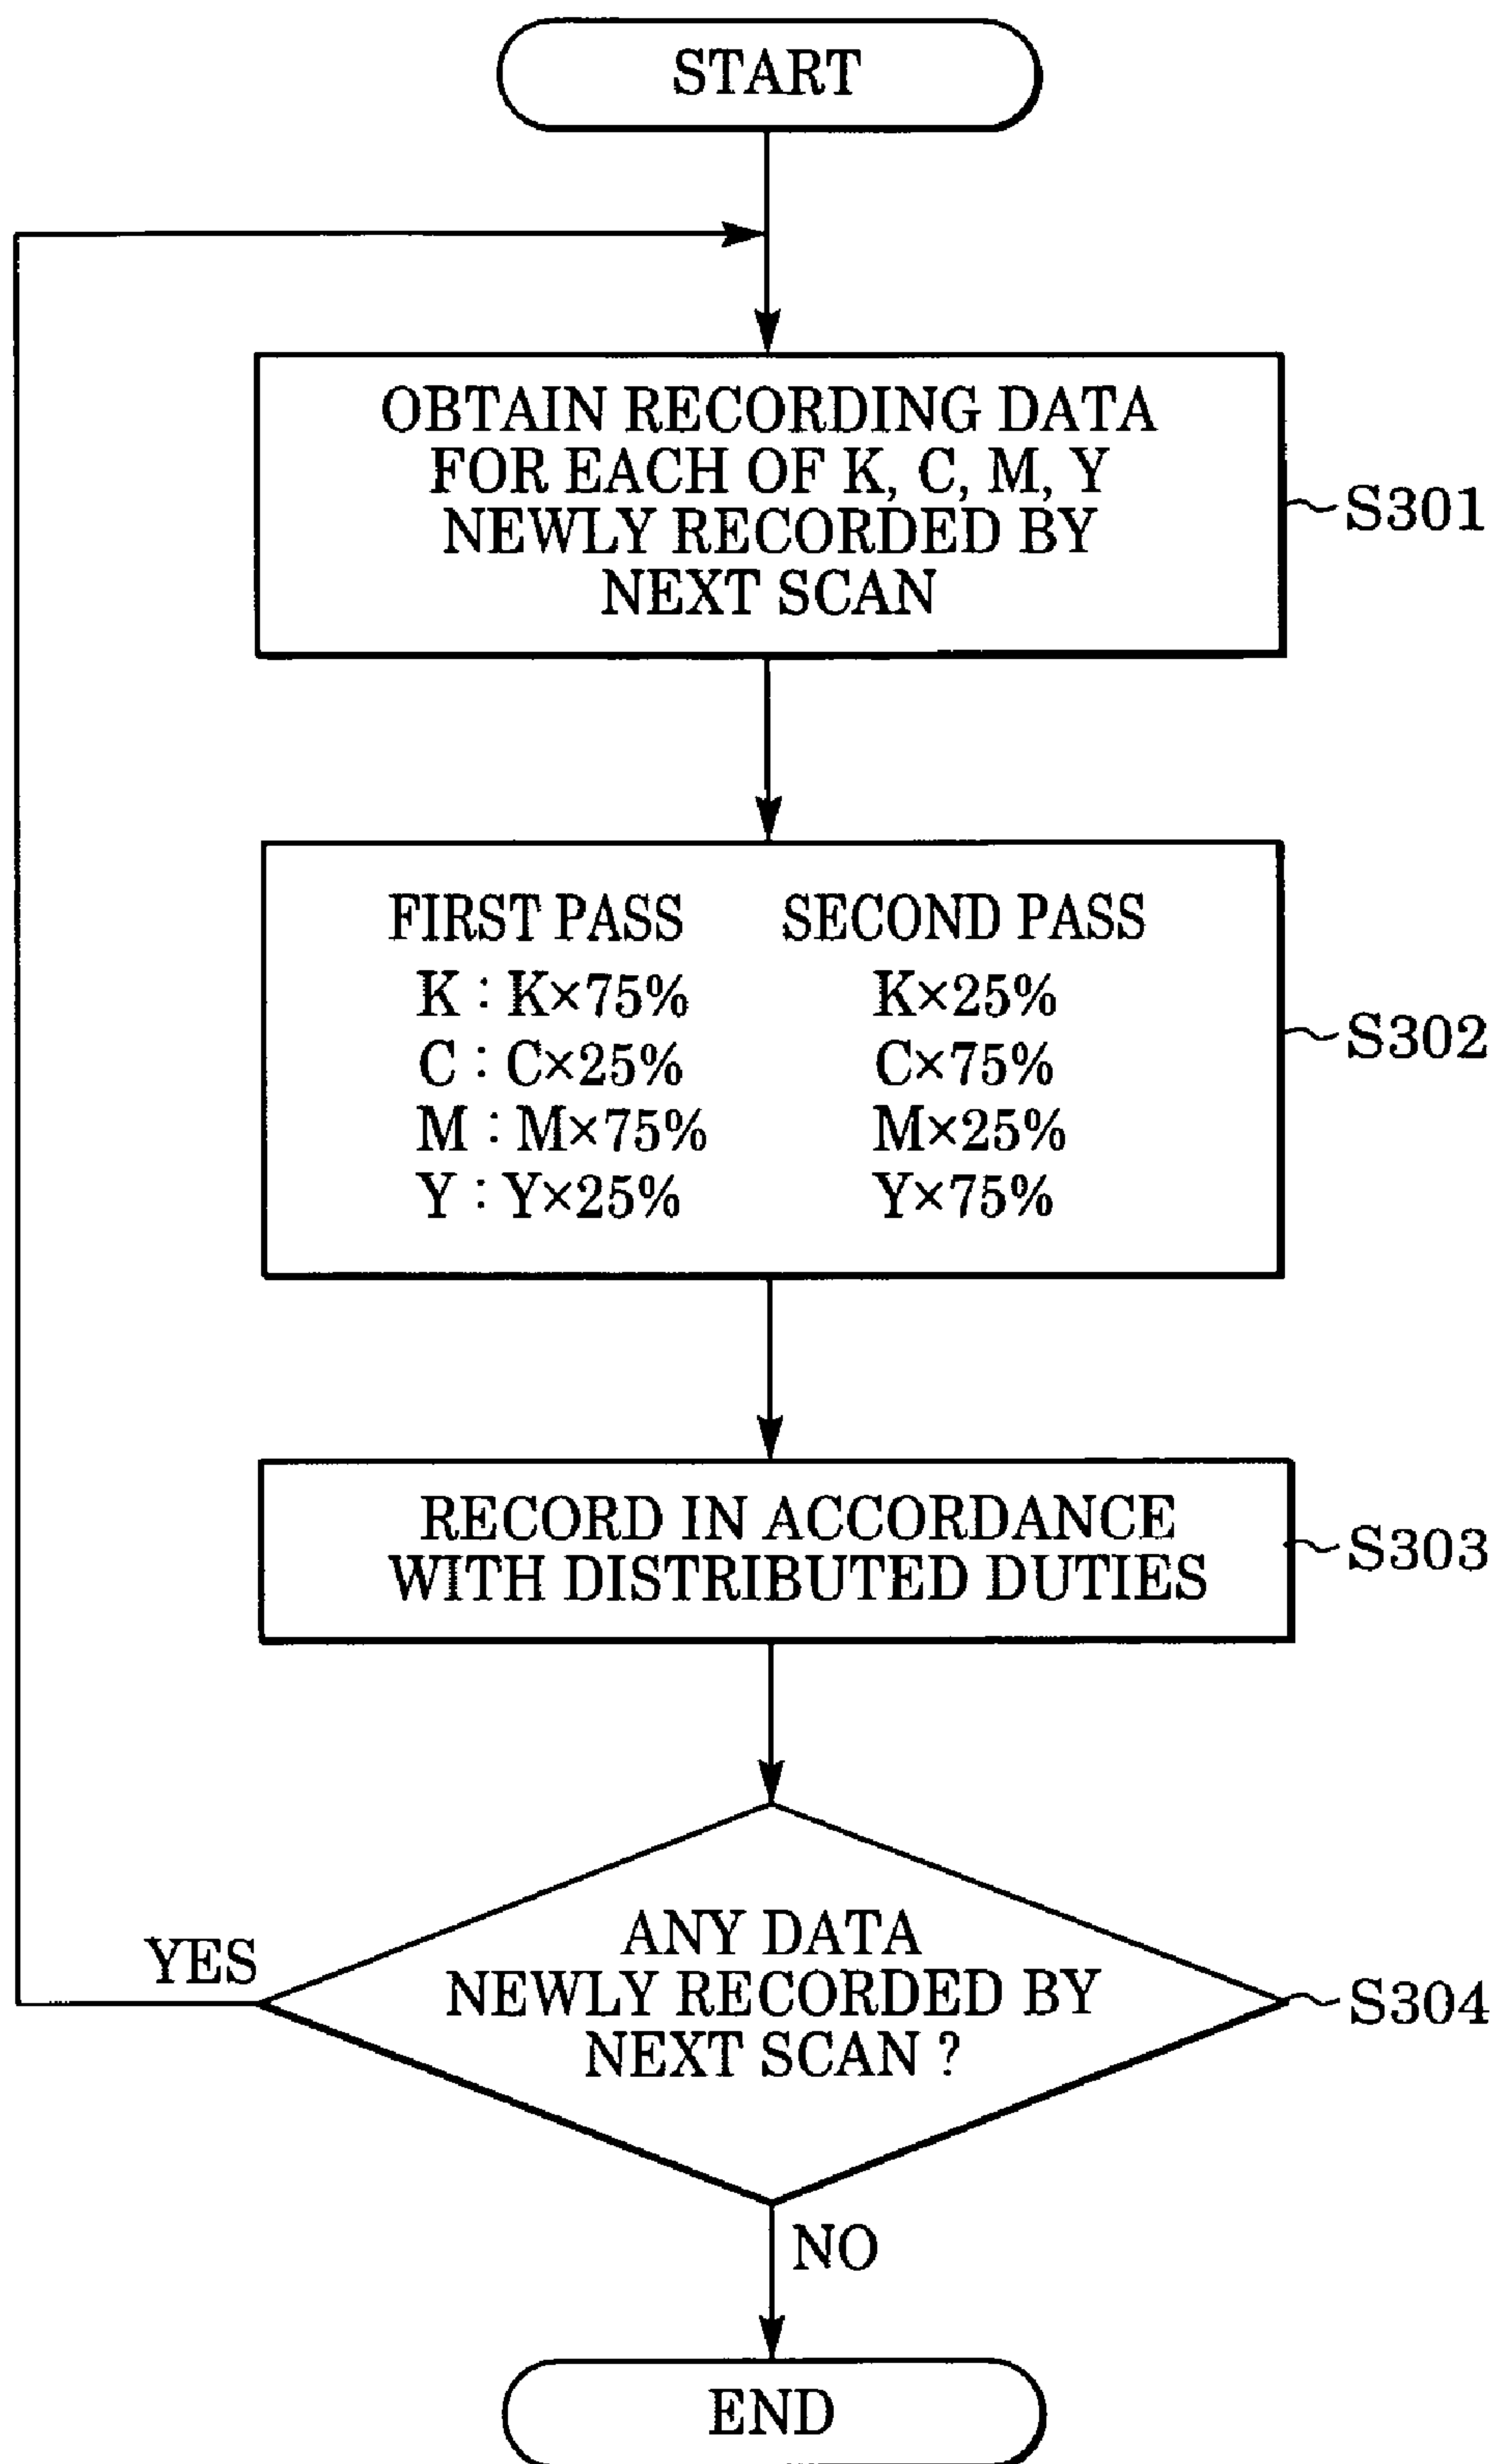 START
OBTAIN RECORDING DATA
FOR EACH OF K, C, M, Y
NEWLY RECORDED BY
NEXT SCAN
S301
FIRST PASS SECOND PASS
K : K×75% K×25%
C : C×25% C×75%
M : M×75% M×25%
Y : Y×25% Y×75%
S302
RECORD IN ACCORDANCE
WITH DISTRIBUTED DUTIES
S303
ANY DATA
NEWLY RECORDED BY
NEXT SCAN ?
S304
YES
NO
END